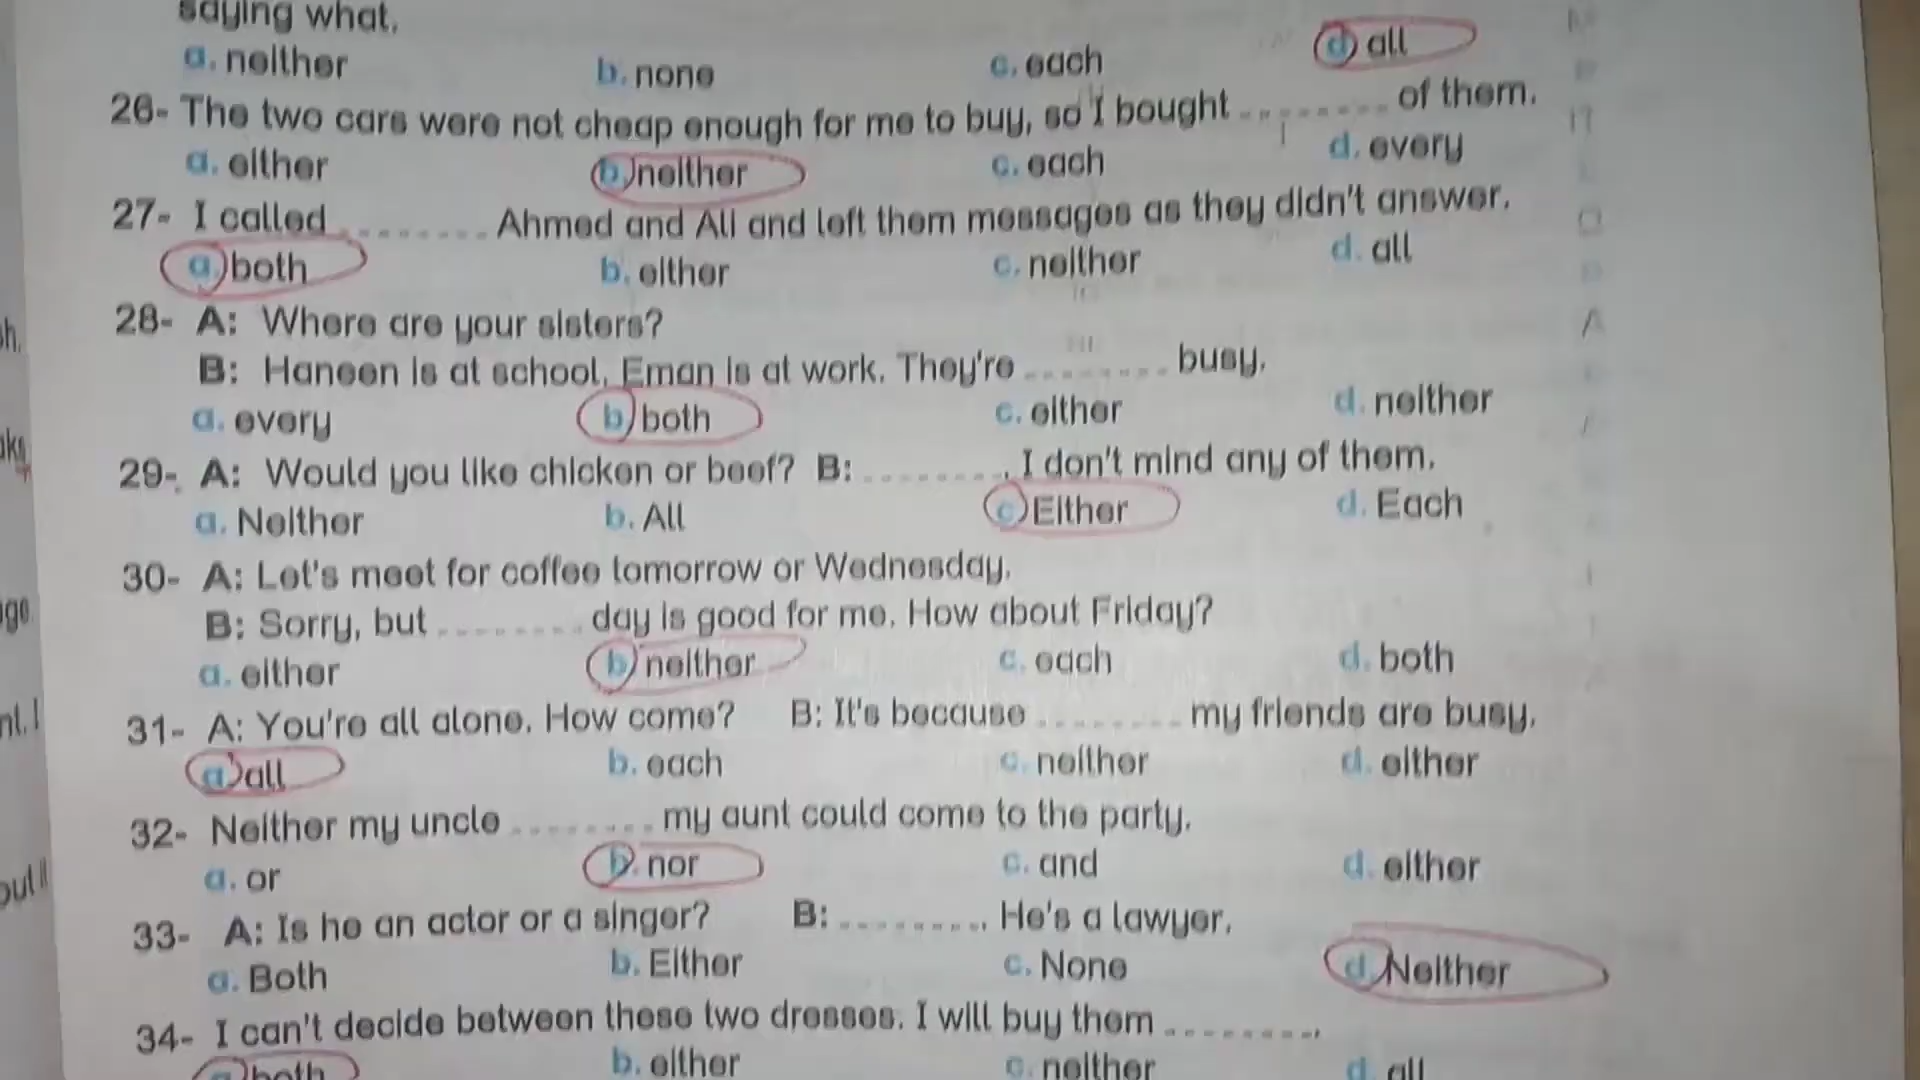 saying what.
a. neither b. none c. each d. all
26- The two cars were not cheap enough for me to buy, so I bought ........ of them.
a. either b. neither c. each d. every
27- I called ........ Ahmed and Ali and left them messages as they didn't answer.
a. both b. either c. neither d. all
28- A: Where are your sisters?
B: Haneen is at school. Eman is at work. They're ........ busy.
a. every b. both c. either d. neither
29- A: Would you like chicken or beef? B: ........ . I don't mind any of them.
a. Neither b. All c. Either d. Each
30- A: Let's meet for coffee tomorrow or Wednesday.
B: Sorry, but ........ day is good for me. How about Friday?
a. either b. neither c. each d. both
31- A: You're all alone. How come? B: It's because ........ my friends are busy.
a. all b. each c. neither d. either
32- Neither my uncle ........ my aunt could come to the party.
a. or b. nor c. and d. either
33- A: Is he an actor or a singer? B: ......... He's a lawyer.
a. Both b. Either c. None d. Neither
34- I can't decide between these two dresses. I will buy them ........ .
a. both b. either c. neither d. all